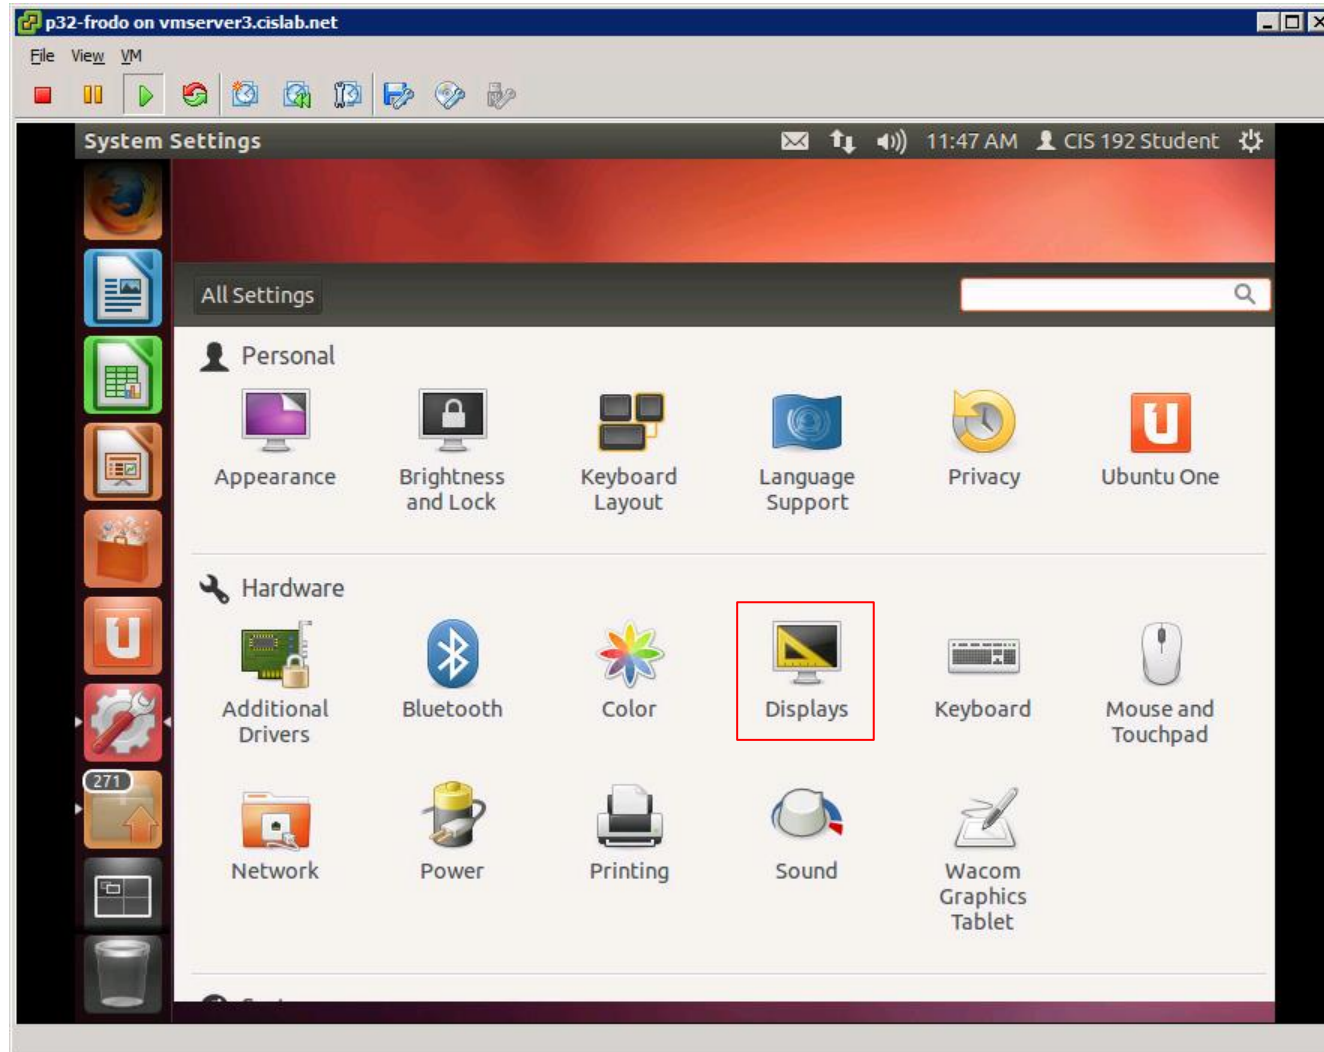 p32-frodo on vmserver3.cislab.net
File View VM
System Settings 11:47 AM CIS 192 Student
All Settings
Personal
Appearance Brightness and Lock Keyboard Layout Language Support Privacy Ubuntu One
Hardware
Additional Drivers Bluetooth Color Displays Keyboard Mouse and Touchpad
271
Network Power Printing Sound Wacom Graphics Tablet